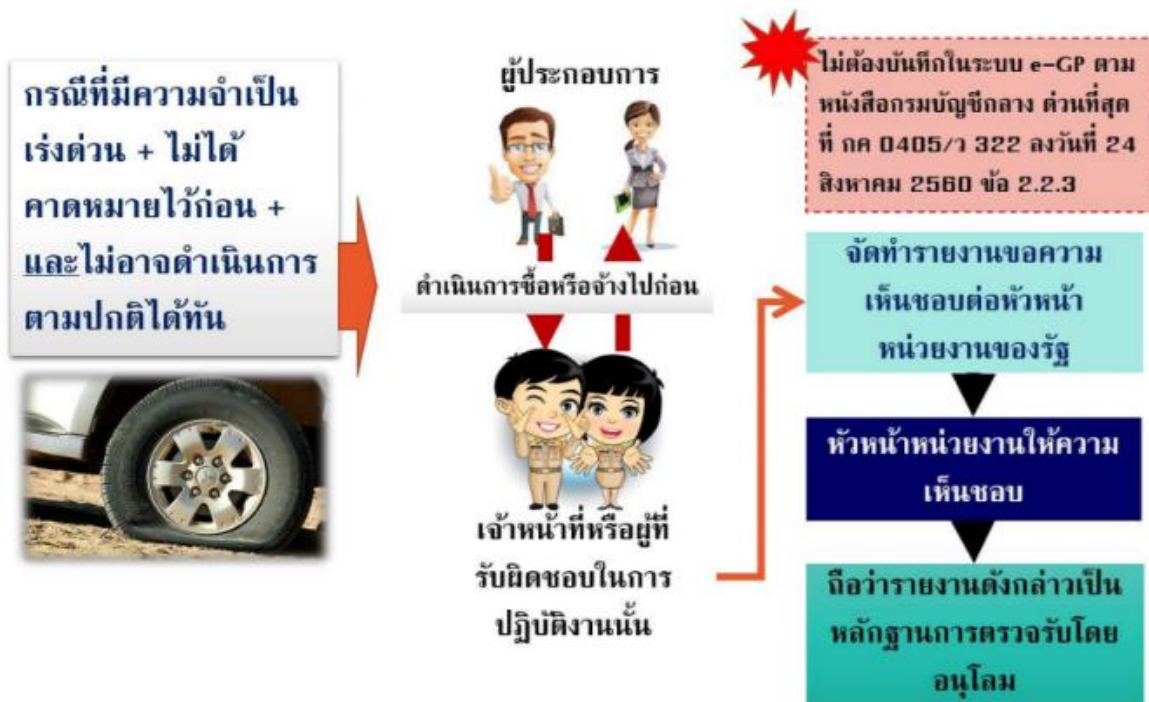 กรณีที่มีความจำเป็น
เร่งด่วน + ไม่ได้
คาดหมายไว้ก่อน +
และไม่อาจดำเนินการ
ตามปกติได้ทัน
ผู้ประกอบการ
ดำเนินการซื้อหรือจ้างไปก่อน
เจ้าหน้าที่หรือผู้ที่
รับผิดชอบในการ
ปฏิบัติงานนั้น
ไม่ต้องบันทึกในระบบ e-GP ตาม
หนังสือกรมบัญชีกลาง ด่วนที่สุด
ที่ กค 0405/ว 322 ลงวันที่ 24
สิงหาคม 2560 ข้อ 2.2.3
จัดทำรายงานขอความ
เห็นชอบต่อหัวหน้า
หน่วยงานของรัฐ
หัวหน้าหน่วยงานให้ความ
เห็นชอบ
ถือว่ารายงานดังกล่าวเป็น
หลักฐานการตรวจรับโดย
อนุโลม